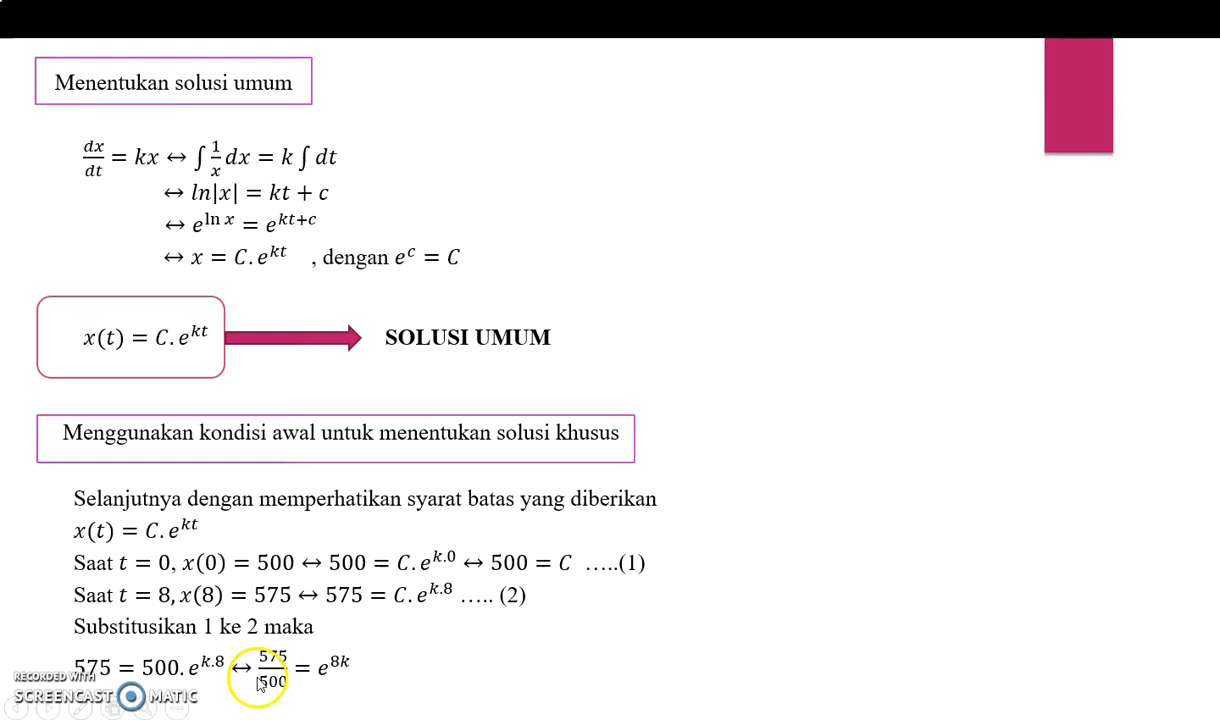 Menentukan solusi umum
dx/dt = kx ↔ ∫ 1/x dx = k ∫ dt
↔ ln|x| = kt + c
↔ e^{ln x} = e^{kt+c}
↔ x = C.e^{kt} , dengan e^c = C
x(t) = C.e^{kt} SOLUSI UMUM
Menggunakan kondisi awal untuk menentukan solusi khusus
Selanjutnya dengan memperhatikan syarat batas yang diberikan
x(t) = C.e^{kt}
Saat t = 0, x(0) = 500 ↔ 500 = C.e^{k.0} ↔ 500 = C …..(1)
Saat t = 8, x(8) = 575 ↔ 575 = C.e^{k.8} ….. (2)
Substitusikan 1 ke 2 maka
575 = 500.e^{k.8} ↔ 575/500 = e^{8k}
RECORDED WITH
SCREENCAST MATIC